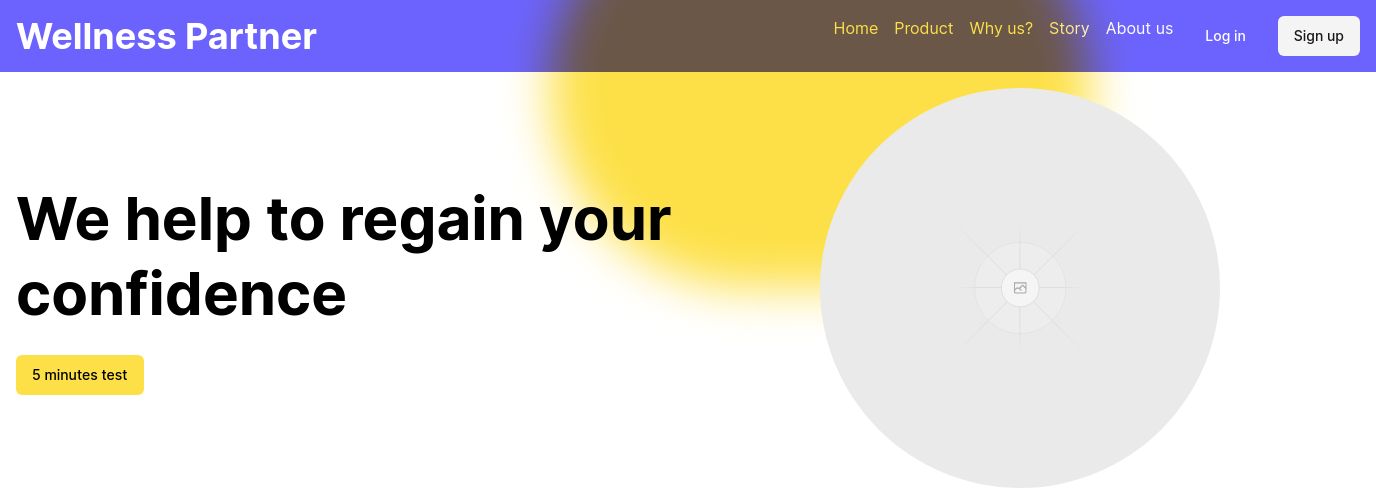 Wellness Partner
Home Product Why us? Story About us Log in Sign up
We help to regain your
confidence
5 minutes test